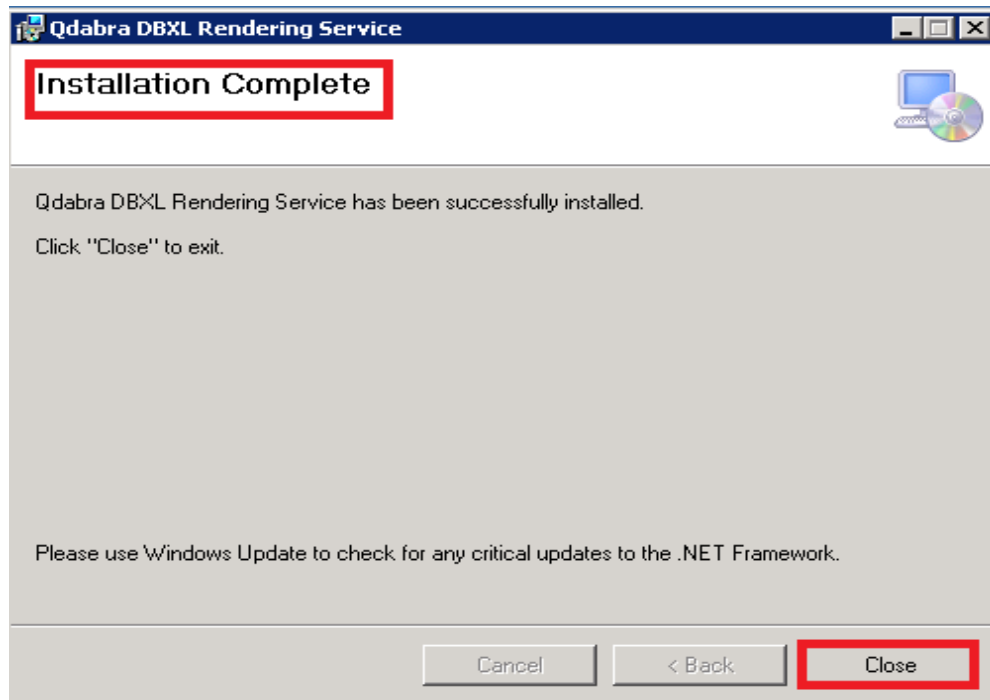 Qdabra DBXL Rendering Service
Installation Complete
Qdabra DBXL Rendering Service has been successfully installed.
Click "Close" to exit.
Please use Windows Update to check for any critical updates to the .NET Framework.
Cancel
< Back
Close